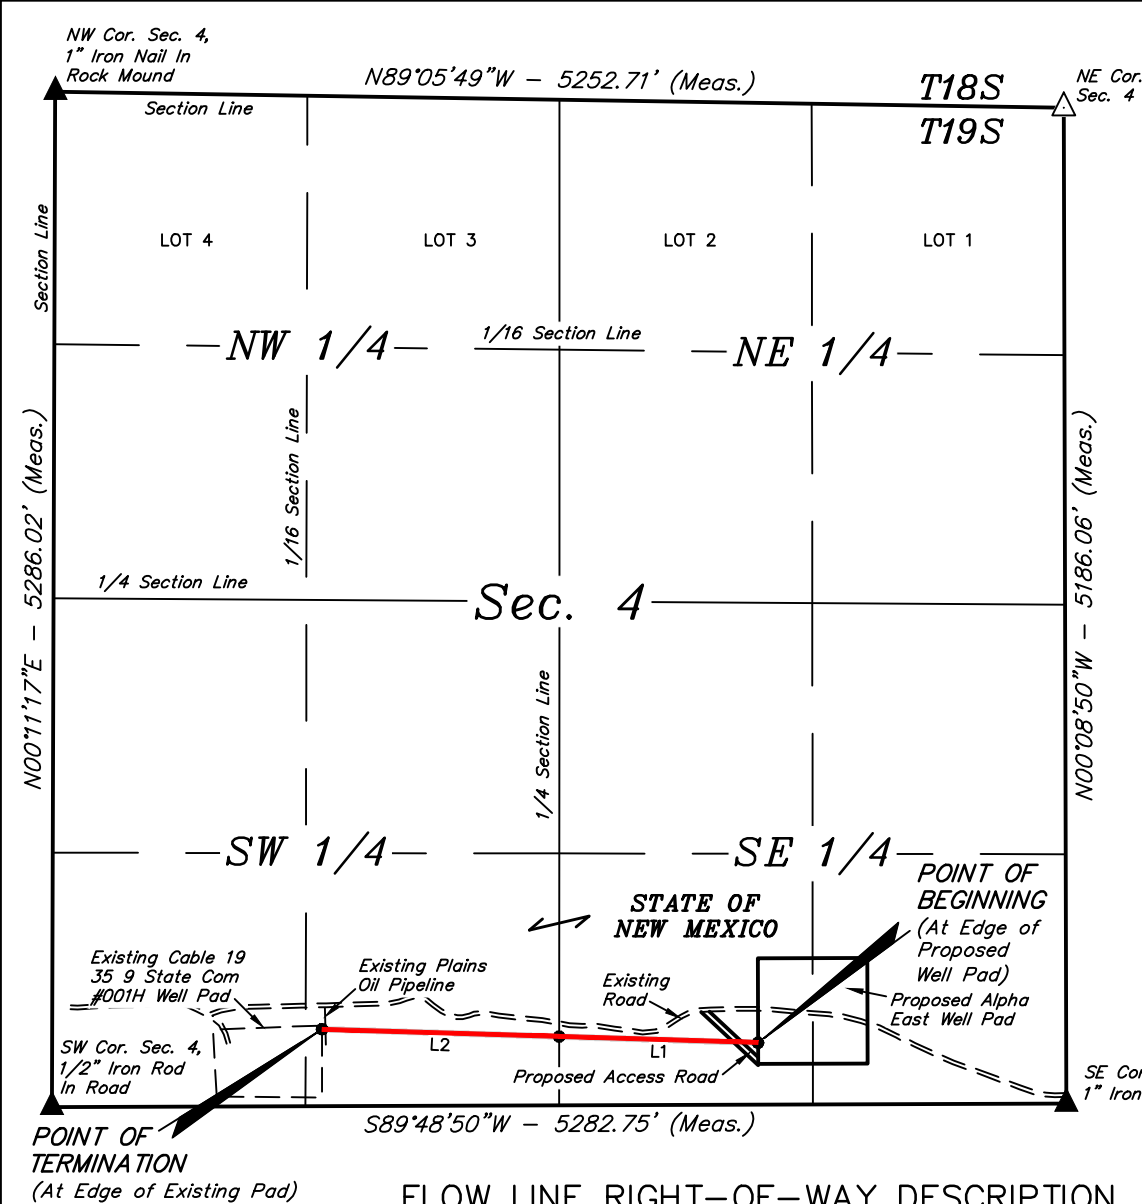 NW Cor. Sec. 4,
1" Iron Nail In
Rock Mound
N89°05'49"W - 5252.71' (Meas.)
T18S
T19S
NE Cor.
Sec. 4
Section Line
Section Line
LOT 4
LOT 3
LOT 2
LOT 1
NW 1/4
1/16 Section Line
NE 1/4
1/16 Section Line
N00°11'17"E - 5286.02' (Meas.)
N00°08'50"W - 5186.06' (Meas.)
1/4 Section Line
Sec. 4
1/4 Section Line
SW 1/4
SE 1/4
POINT OF
BEGINNING
(At Edge of
Proposed
Well Pad)
STATE OF
NEW MEXICO
Existing Cable 19
35 9 State Com
#001H Well Pad
Existing Plains
Oil Pipeline
Existing
Road
Proposed Alpha
East Well Pad
SW Cor. Sec. 4,
1/2" Iron Rod
In Road
L2
L1
Proposed Access Road
SE Cor
1" Iron
S89°48'50"W - 5282.75' (Meas.)
POINT OF
TERMINATION
(At Edge of Existing Pad)
FLOW LINE RIGHT-OF-WAY DESCRIPTION